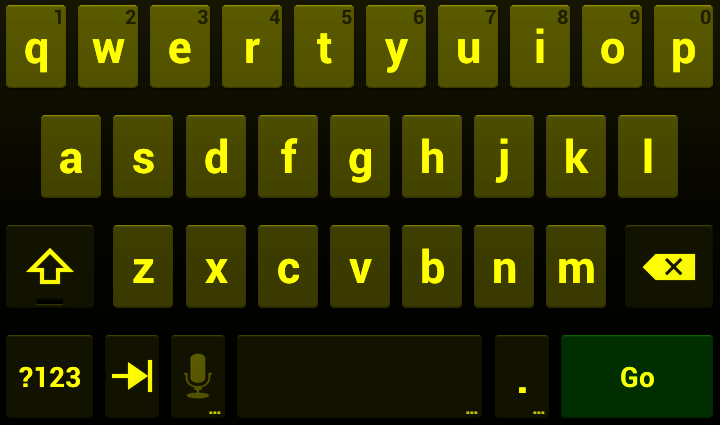 1 2 3 4 5 6 7 8 9 0
q w e r t y u i o p
a s d f g h j k l
z x c v b n m
?123 . Go